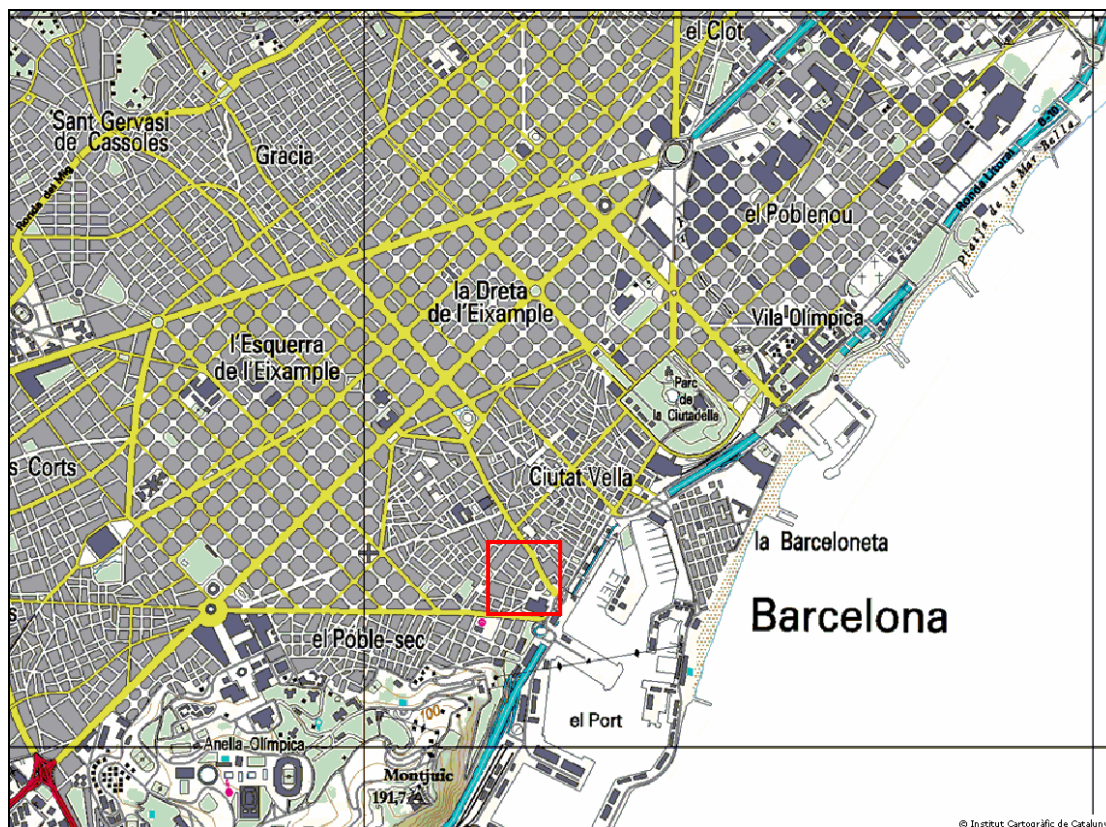 el Clot
Sant Gervasi
de Cassoles
Gràcia
Ronda del Mig
B-10
Ronda Litoral
Platja de la Mar Bella
el Poblenou
la Dreta
de l'Eixample
Vila Olímpica
l'Esquerra
de l'Eixample
Parc
de
la Ciutadella
s Corts
Ciutat Vella
la Barceloneta
s
Barcelona
el Poble-sec
100
el Port
Anella Olímpica
Montjuïc
191,7
© Institut Cartogràfic de Cataluny